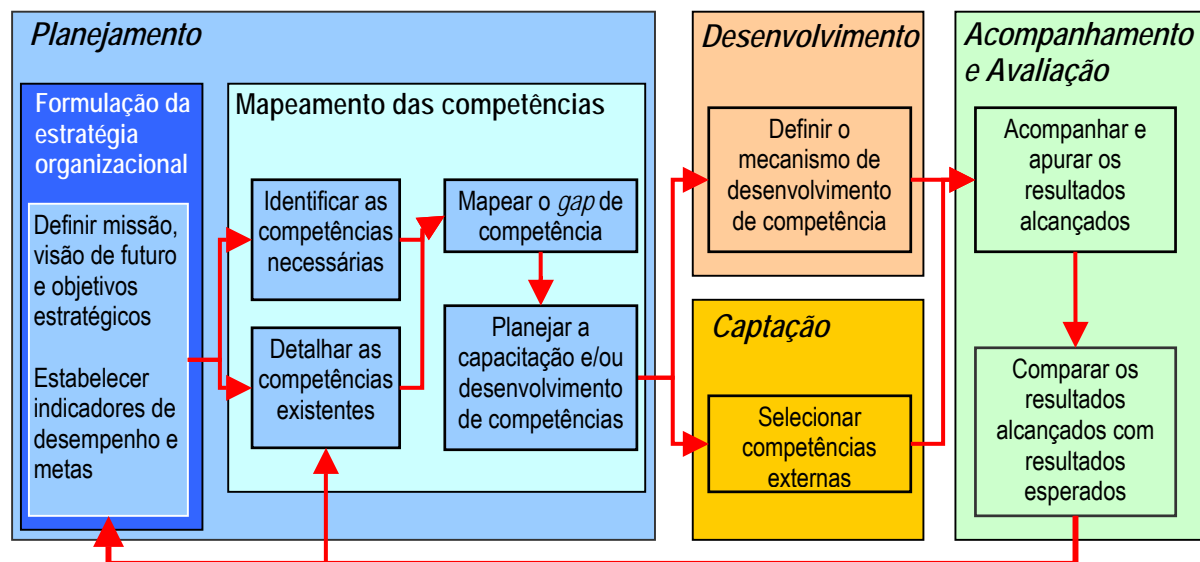 Planejamento
Formulação da
estratégia
organizacional
Definir missão,
visão de futuro
e objetivos
estratégicos
Estabelecer
indicadores de
desempenho e
metas
Mapeamento das competências
Identificar as
competências
necessárias
Detalhar as
competências
existentes
Mapear o gap de
competência
Planejar a
capacitação e/ou
desenvolvimento
de competências
Desenvolvimento
Definir o
mecanismo de
desenvolvimento
de competência
Captação
Selecionar
competências
externas
Acompanhamento
e Avaliação
Acompanhar e
apurar os
resultados
alcançados
Comparar os
resultados
alcançados com
resultados
esperados